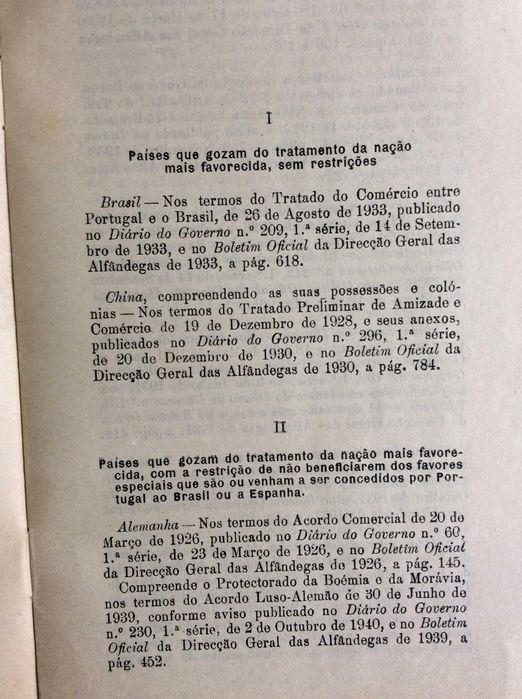 I
Países que gozam do tratamento da nação
mais favorecida, sem restrições
Brasil — Nos termos do Tratado do Comércio entre
Portugal e o Brasil, de 26 de Agosto de 1933, publicado
no Diário do Governo n.º 209, 1.ª série, de 14 de Setem-
bro de 1933, e no Boletim Oficial da Direcção Geral das
Alfândegas de 1933, a pág. 618.
China, compreendendo as suas possessões e coló-
nias — Nos termos do Tratado Preliminar de Amizade e
Comércio de 19 de Dezembro de 1928, e seus anexos,
publicados no Diário do Governo n.º 296, 1.ª série,
de 20 de Dezembro de 1930, e no Boletim Oficial da
Direcção Geral das Alfândegas de 1930, a pág. 784.
II
Países que gozam do tratamento da nação mais favore-
cida, com a restrição de não beneficiarem dos favores
especiais que são ou venham a ser concedidos por Por-
tugal ao Brasil ou a Espanha.
Alemanha — Nos termos do Acordo Comercial de 20 de
Março de 1926, publicado no Diário do Governo n.º 60,
1.ª série, de 23 de Março de 1926, e no Boletim Oficial
da Direcção Geral das Alfândegas de 1926, a pág. 145.
Compreende o Protectorado da Boémia e da Morávia,
nos termos do Acordo Luso-Alemão de 30 de Junho de
1939, conforme aviso publicado no Diário do Governo
n.º 230, 1.ª série, de 2 de Outubro de 1940, e no Boletim
Oficial da Direcção Geral das Alfândegas de 1939, a
pág. 452.